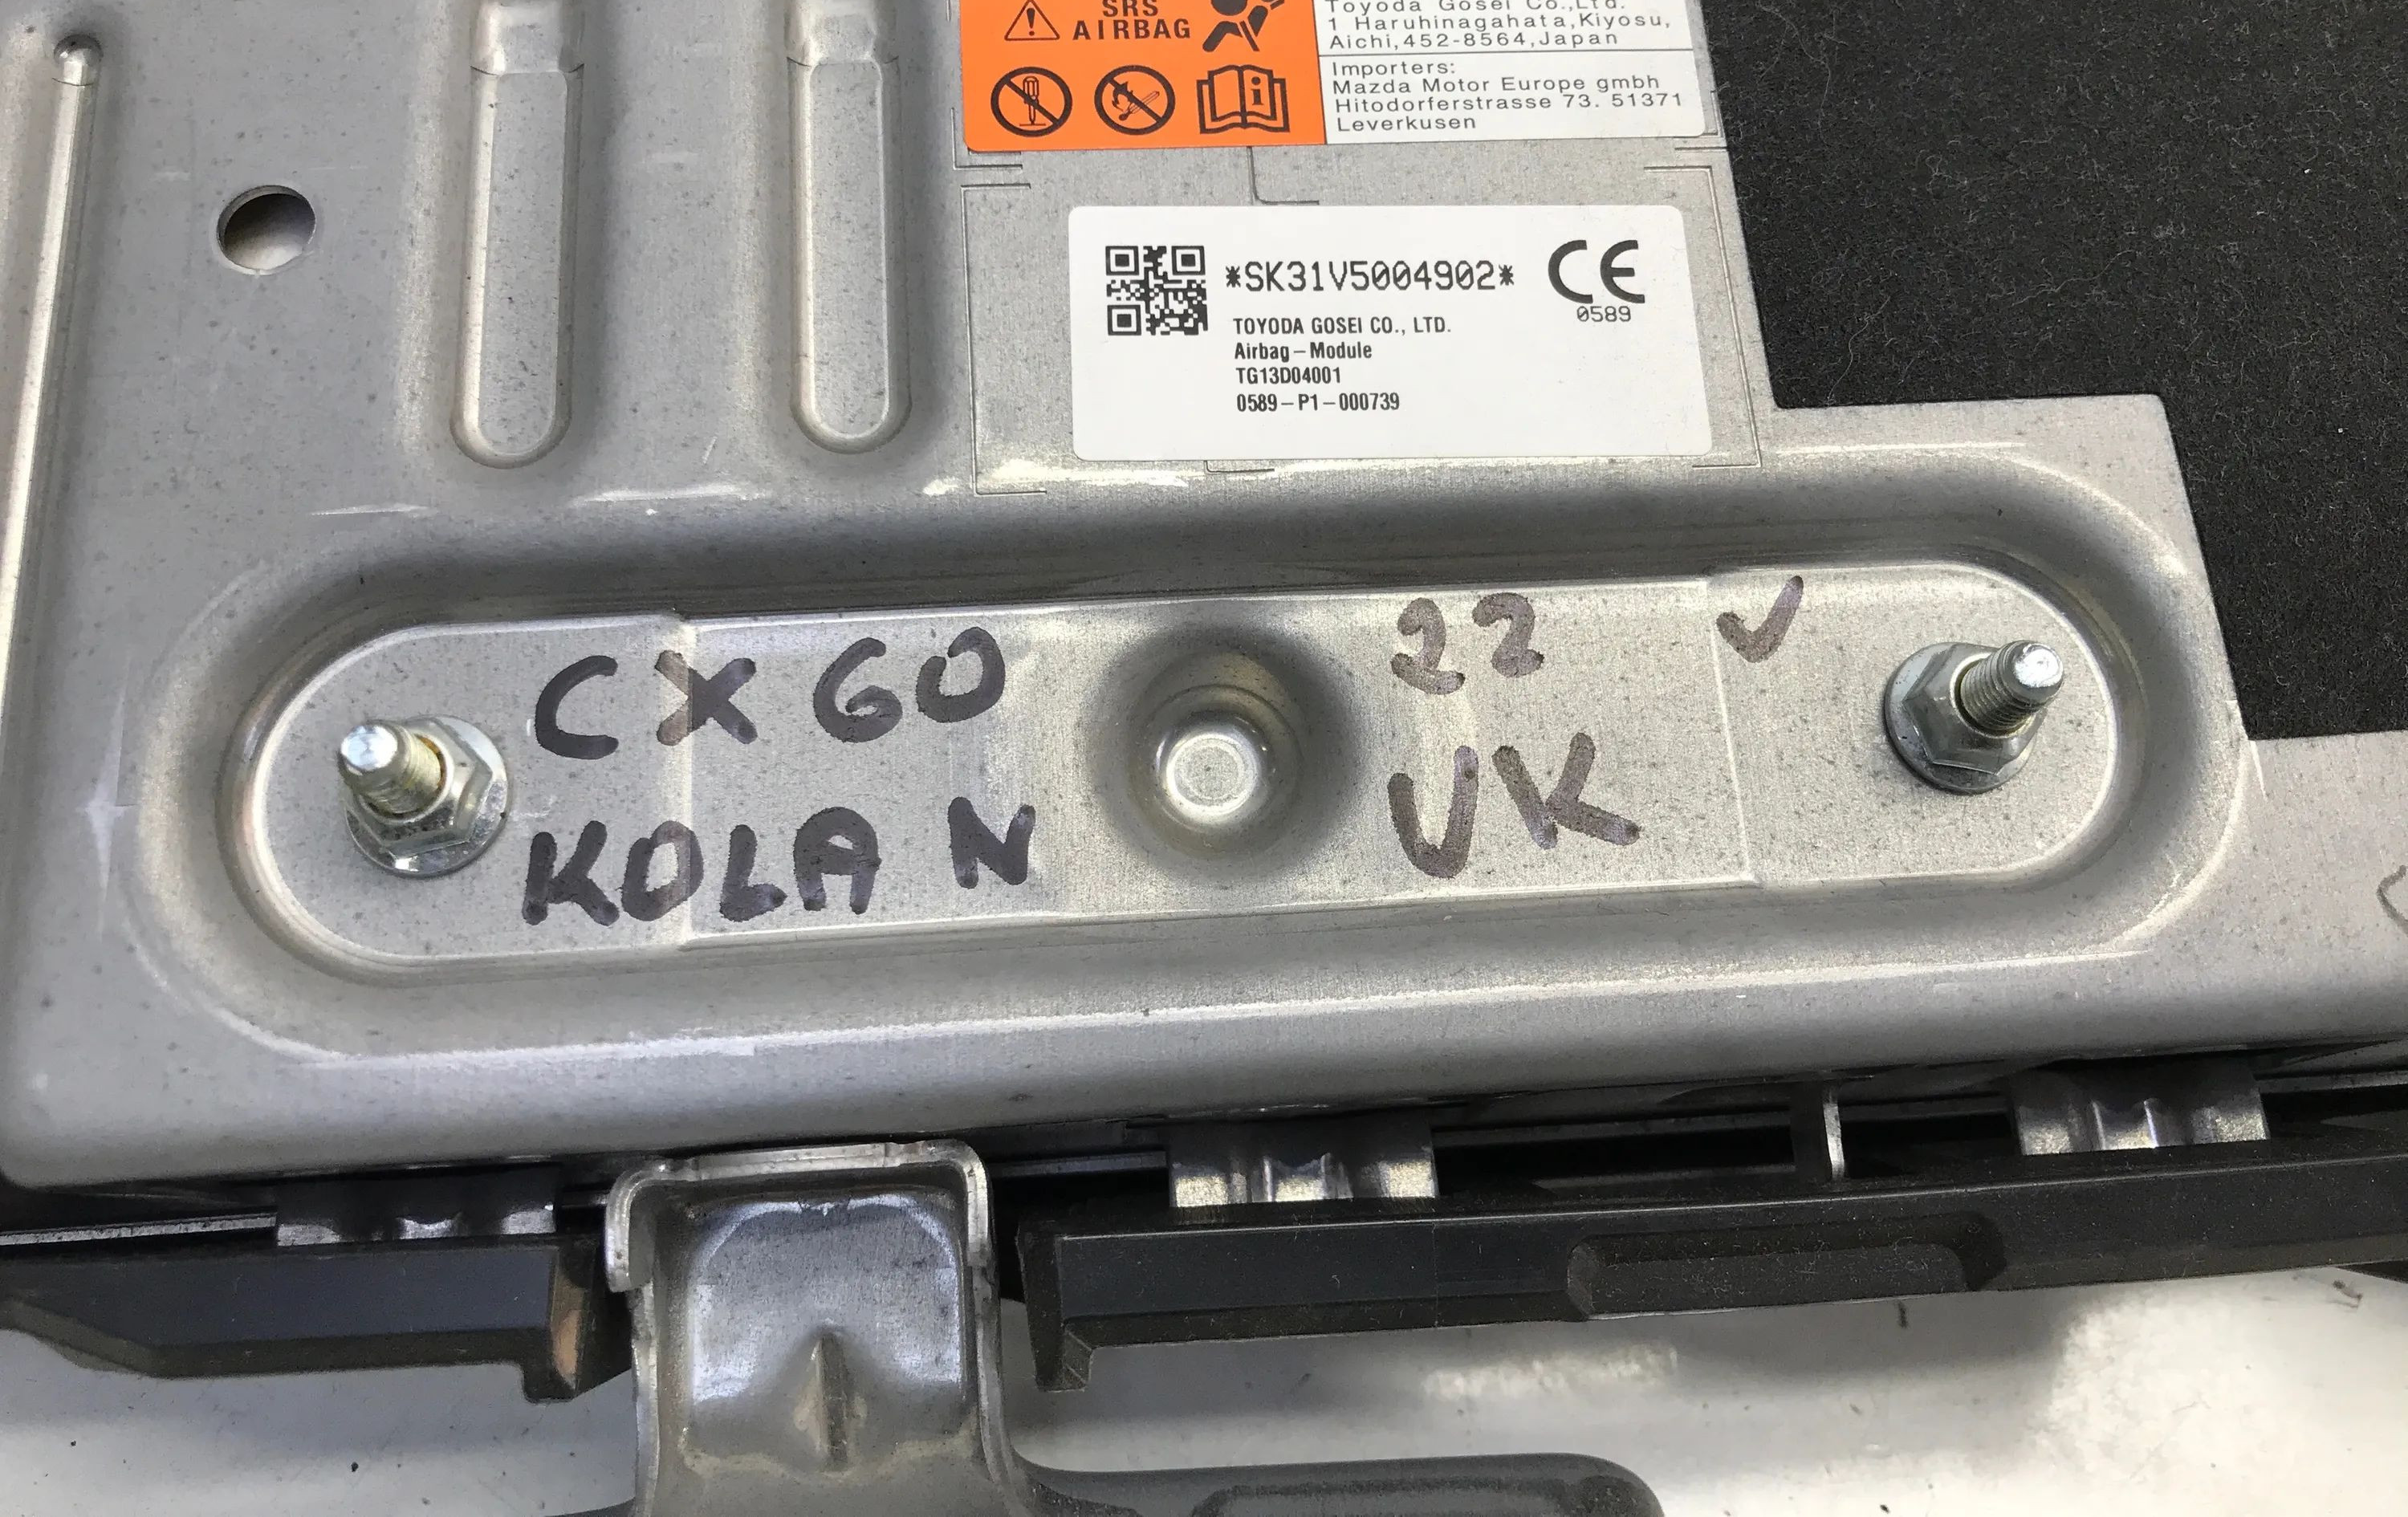 SRS
AIRBAG
Toyoda Gosei Co.,Ltd.
1 Haruhinagahata,Kiyosu,
Aichi,452-8564,Japan
Importers:
Mazda Motor Europe gmbh
Hitodorferstrasse 73. 51371
Leverkusen
*SK31V5004902*
CE
0589
TOYODA GOSEI CO., LTD.
Airbag-Module
TG13D04001
0589-P1-000739
CX 60 22 V
KOLAN UK